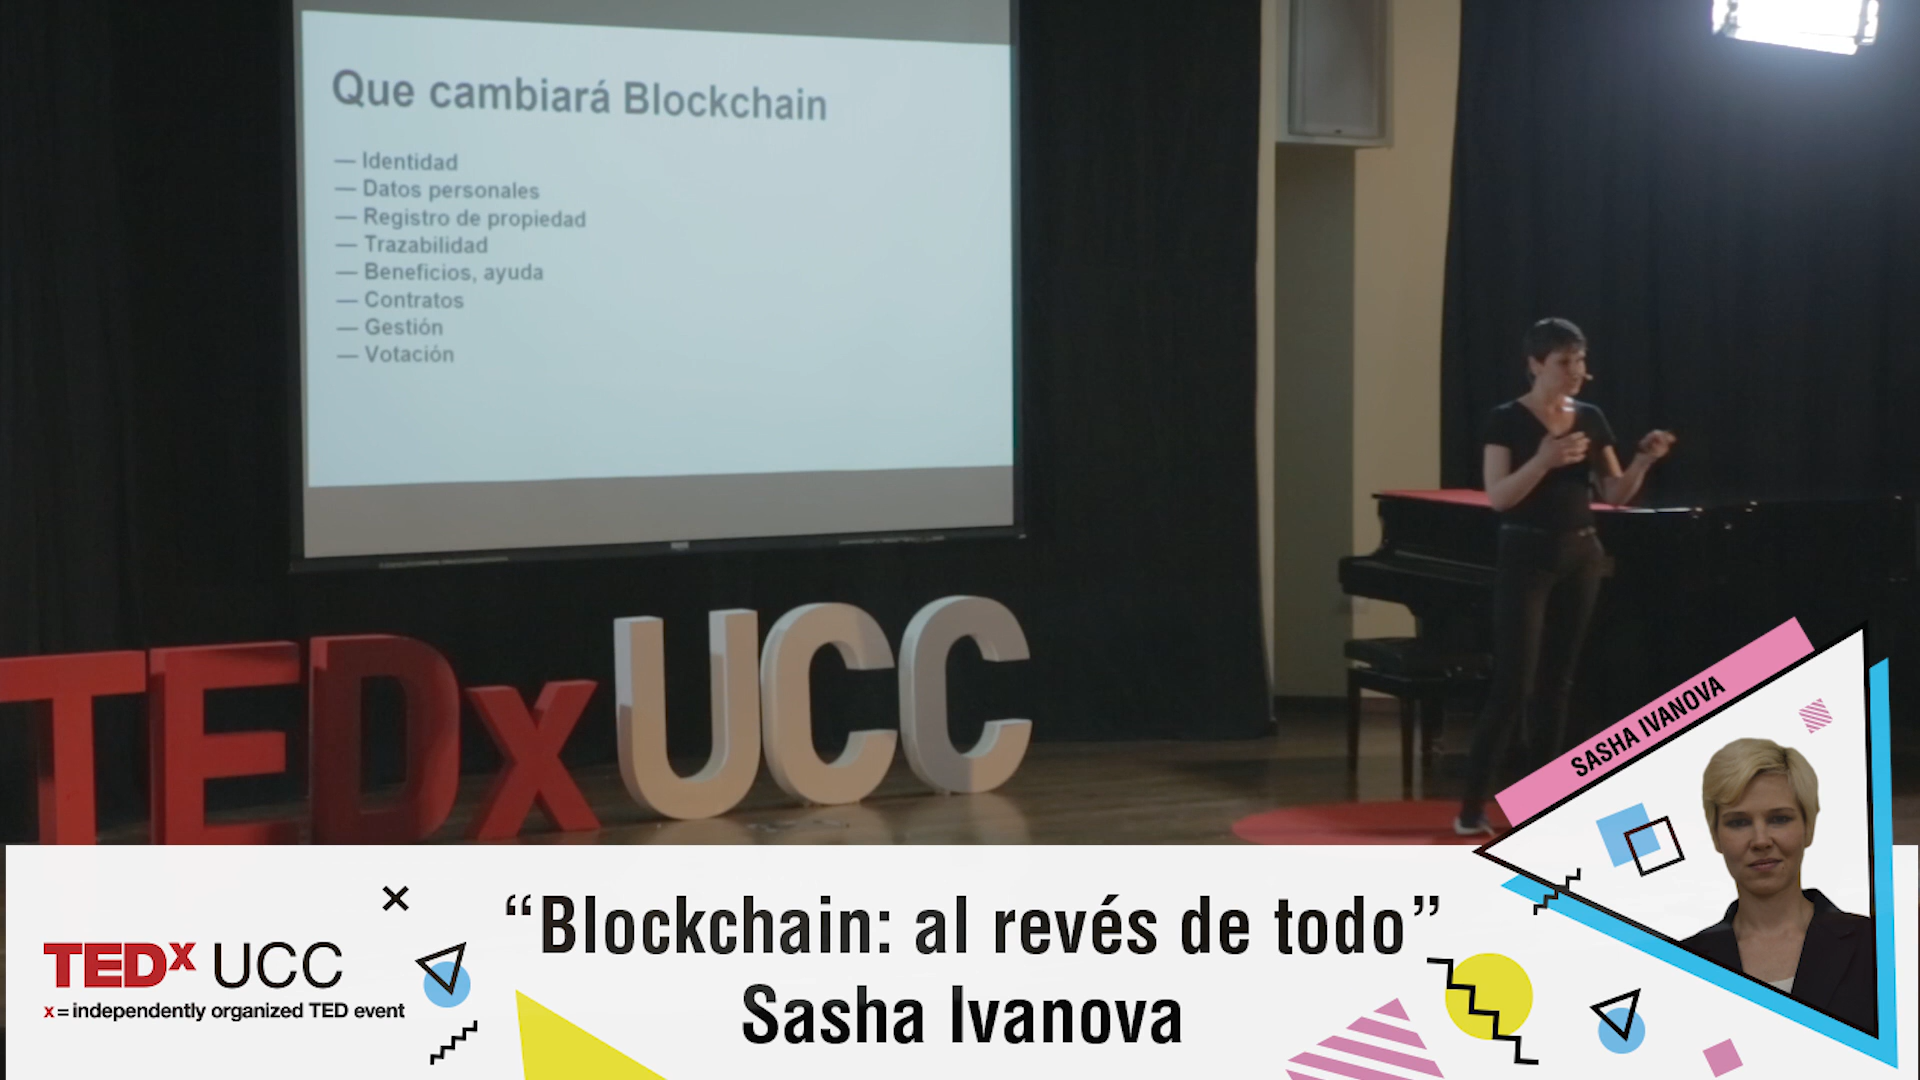 Que cambiará Blockchain
— Identidad
— Datos personales
— Registro de propiedad
— Trazabilidad
— Beneficios, ayuda
— Contratos
— Gestión
— Votación
TEDxUCC
SASHA IVANOVA
“Blockchain: al revés de todo”
Sasha Ivanova
TEDx UCC
x = independently organized TED event